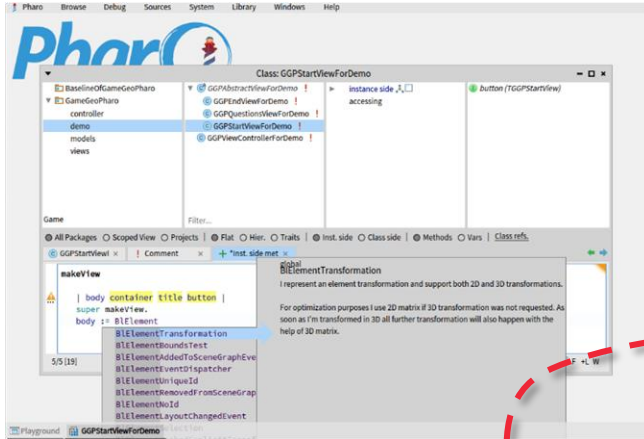 Pharo Browse Debug Sources System Library Windows Help
Pharo
Class: GGPStartViewForDemo
BaselineOfGameGeoPharo
GameGeoPharo
controller
demo
models
views
Game
GGPAbstractViewForDemo !
GGPEndViewForDemo !
GGPQuestionsViewForDemo !
GGPStartViewForDemo !
GGPViewControllerForDemo !
Filter...
instance side
accessing
button (TGGPStartView)
All Packages Scoped View Projects | Flat Hier. Traits | Inst. side Class side | Methods Vars | Class refs.
GGPStartViewI × ! Comment × + *Inst. side met ×
makeView
| body container title button |
super makeView.
body := BlElement
BlElementTransformation
BlElementBoundsTest
BlElementAddedToSceneGraphEve
BlElementEventDispatcher
BlElementUniqueId
BlElementRemovedFromSceneGrap
BlElementNoId
BlElementLayoutChangedEvent
global
BlElementTransformation
I represent an element transformation and support both 2D and 3D transformations.
For optimization purposes I use 2D matrix if 3D transformation was not requested. As
soon as I'm transformed in 3D all further transformation will also happen with the
help of 3D matrix.
5/5 [19]
F +L W
Playground GGPStartViewForDemo